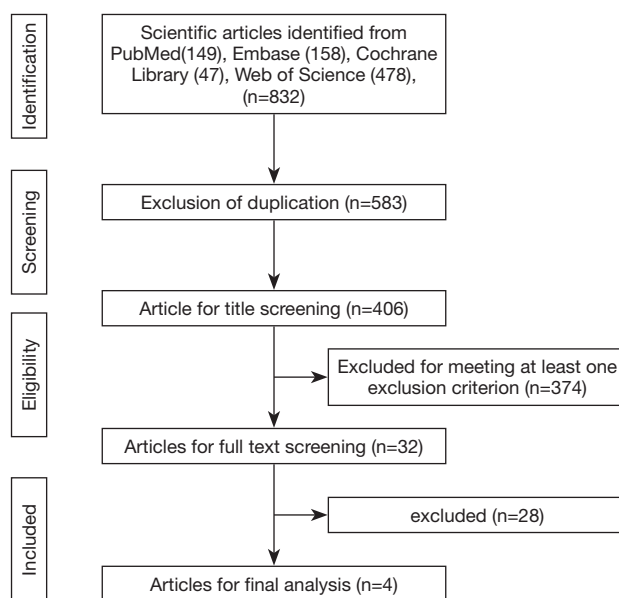 Identification
Scientific articles identified from
PubMed(149), Embase (158), Cochrane
Library (47), Web of Science (478),
(n=832)
Screening
Exclusion of duplication (n=583)
Article for title screening (n=406)
Eligibility
Excluded for meeting at least one
exclusion criterion (n=374)
Articles for full text screening (n=32)
Included
excluded (n=28)
Articles for final analysis (n=4)